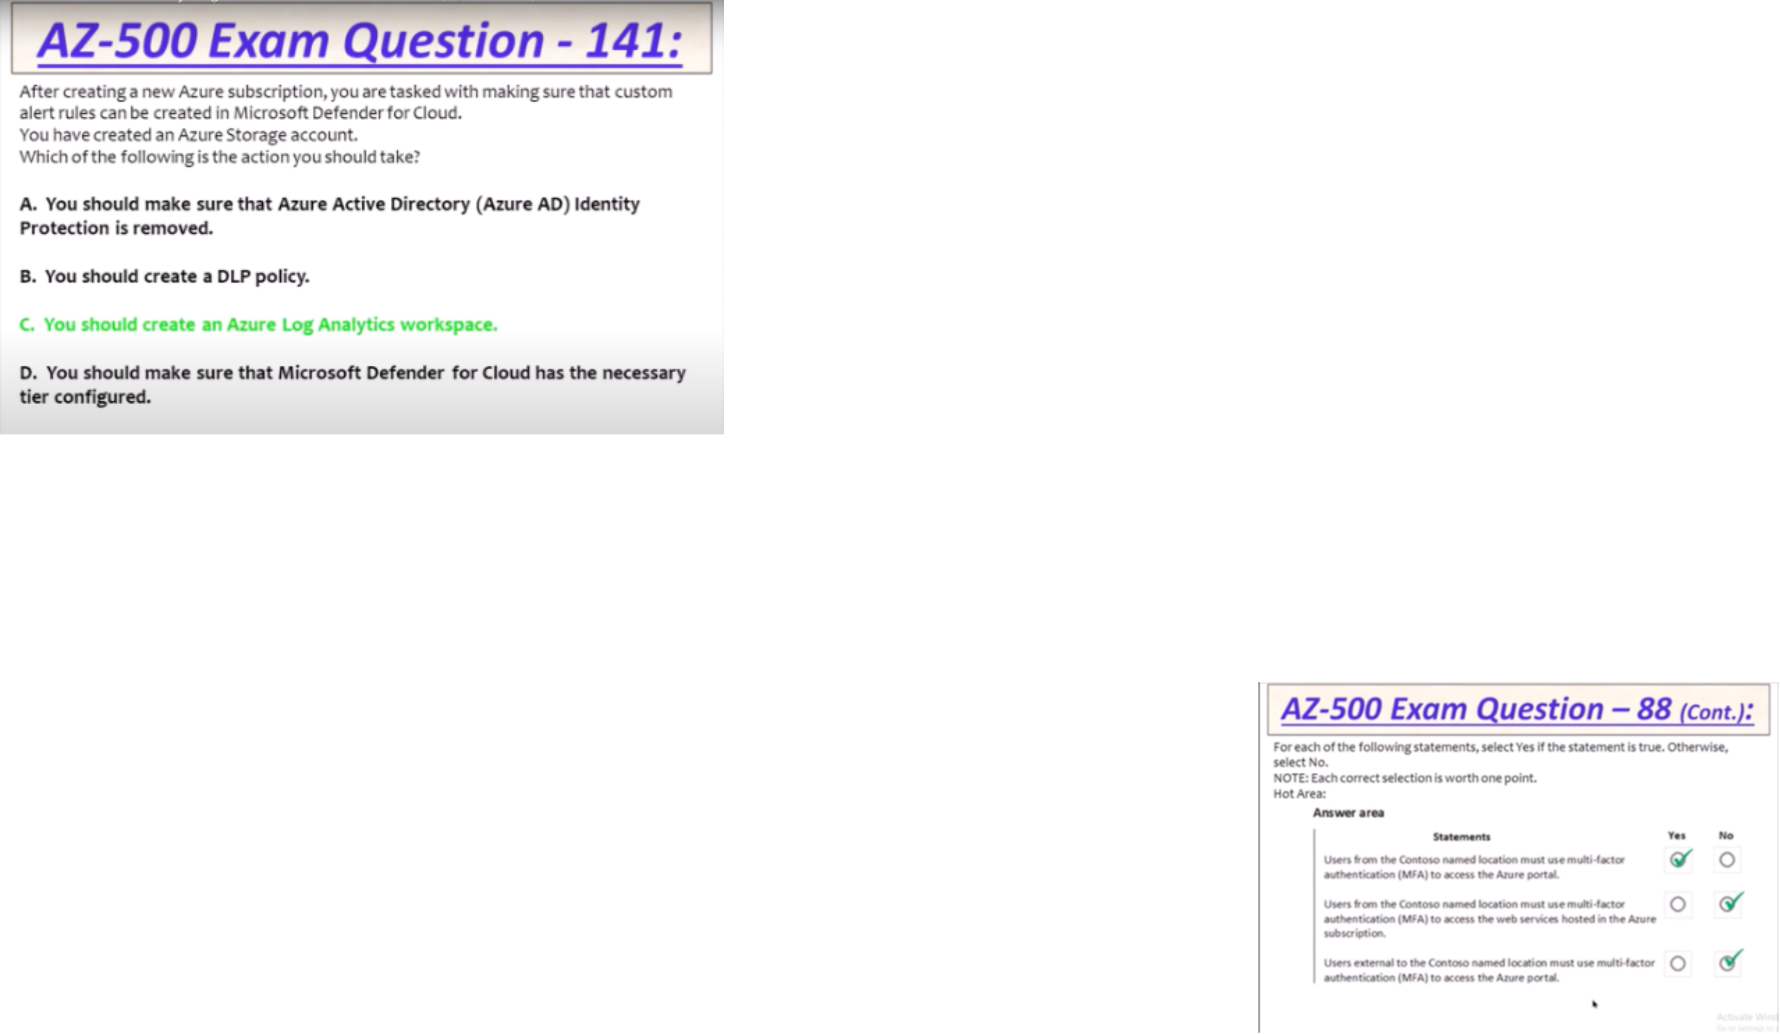 AZ-500 Exam Question - 141:
After creating a new Azure subscription, you are tasked with making sure that custom
alert rules can be created in Microsoft Defender for Cloud.
You have created an Azure Storage account.
Which of the following is the action you should take?
A. You should make sure that Azure Active Directory (Azure AD) Identity
Protection is removed.
B. You should create a DLP policy.
C. You should create an Azure Log Analytics workspace.
D. You should make sure that Microsoft Defender for Cloud has the necessary
tier configured.
AZ-500 Exam Question – 88 (Cont.):
For each of the following statements, select Yes if the statement is true. Otherwise,
select No.
NOTE: Each correct selection is worth one point.
Hot Area:
Answer area
Statements Yes No
Users from the Contoso named location must use multi-factor
authentication (MFA) to access the Azure portal.
Users from the Contoso named location must use multi-factor
authentication (MFA) to access the web services hosted in the Azure
subscription.
Users external to the Contoso named location must use multi-factor
authentication (MFA) to access the Azure portal.
Activate Wind
Go to Settings to